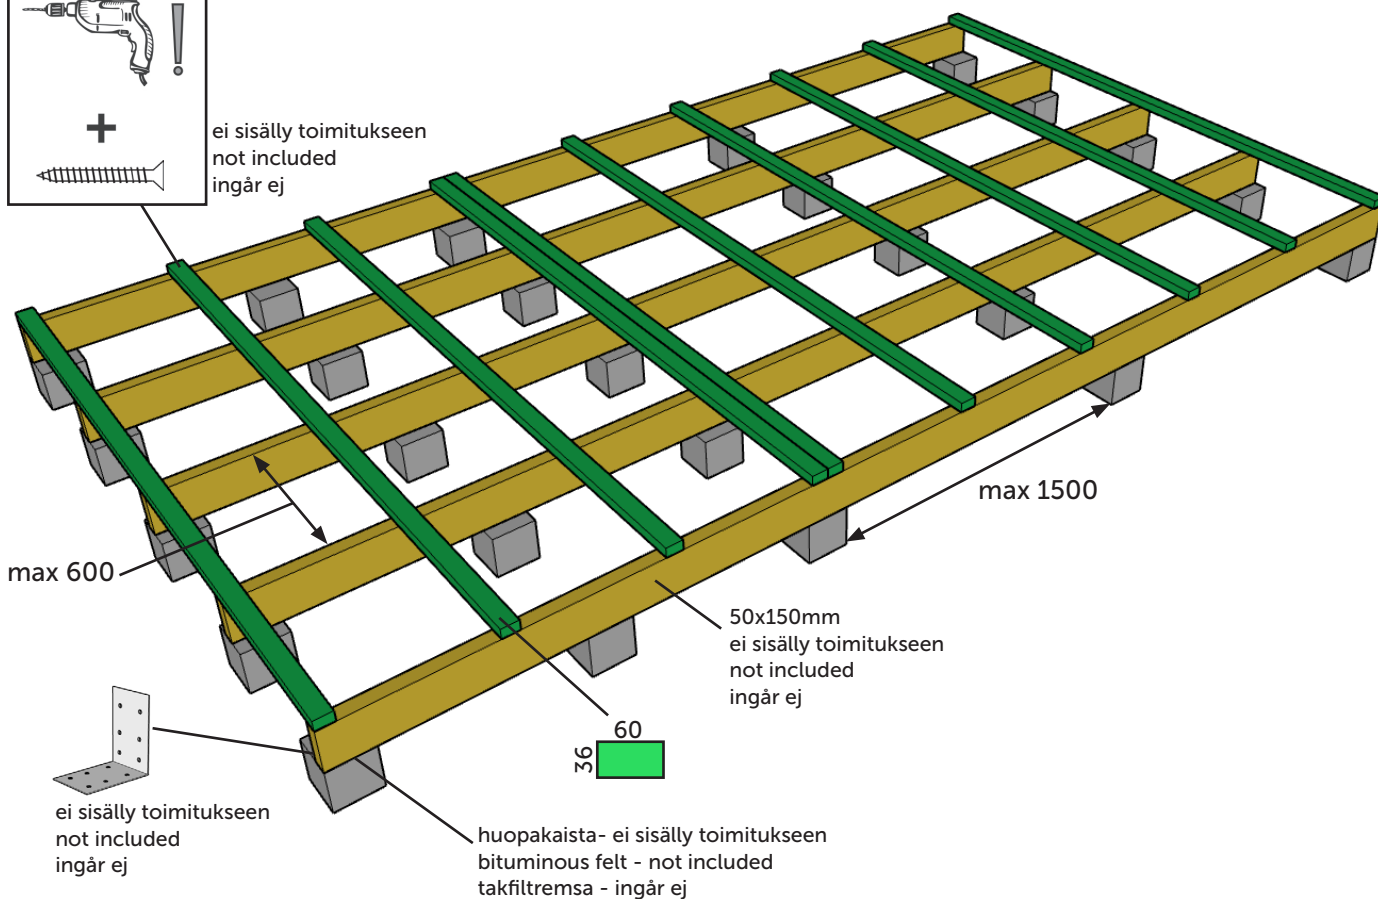 +
ei sisälly toimitukseen
not included
ingår ej
max 600
max 1500
50x150mm
ei sisälly toimitukseen
not included
ingår ej
60
36
ei sisälly toimitukseen
not included
ingår ej
huopakaista- ei sisälly toimitukseen
bituminous felt - not included
takfiltremsa - ingår ej